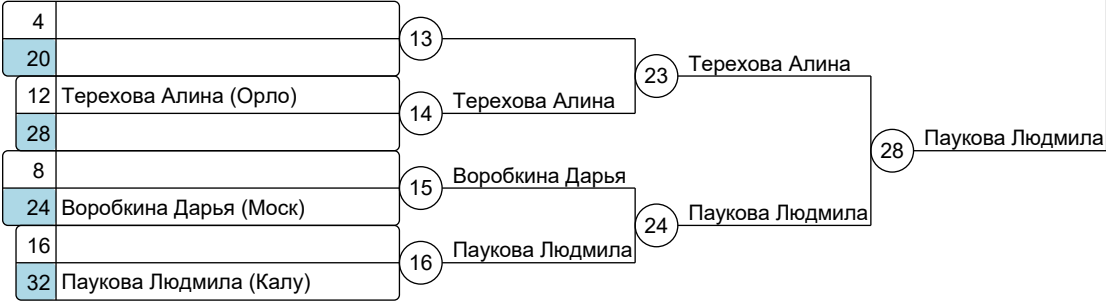 4
13
20
23 Терехова Алина
12 Терехова Алина (Орло)
14 Терехова Алина
28
28 Паукова Людмила
8
15 Воробкина Дарья
24 Воробкина Дарья (Моск)
24 Паукова Людмила
16
16 Паукова Людмила
32 Паукова Людмила (Калу)